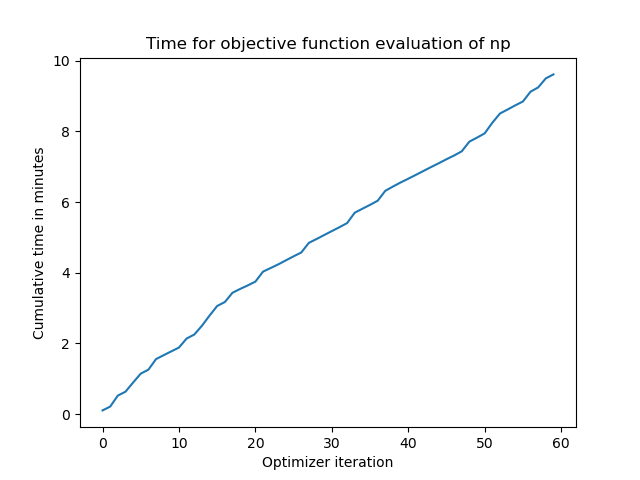 Time for objective function evaluation of np
Cumulative time in minutes
10
8
6
4
2
0
0 10 20 30 40 50 60
Optimizer iteration